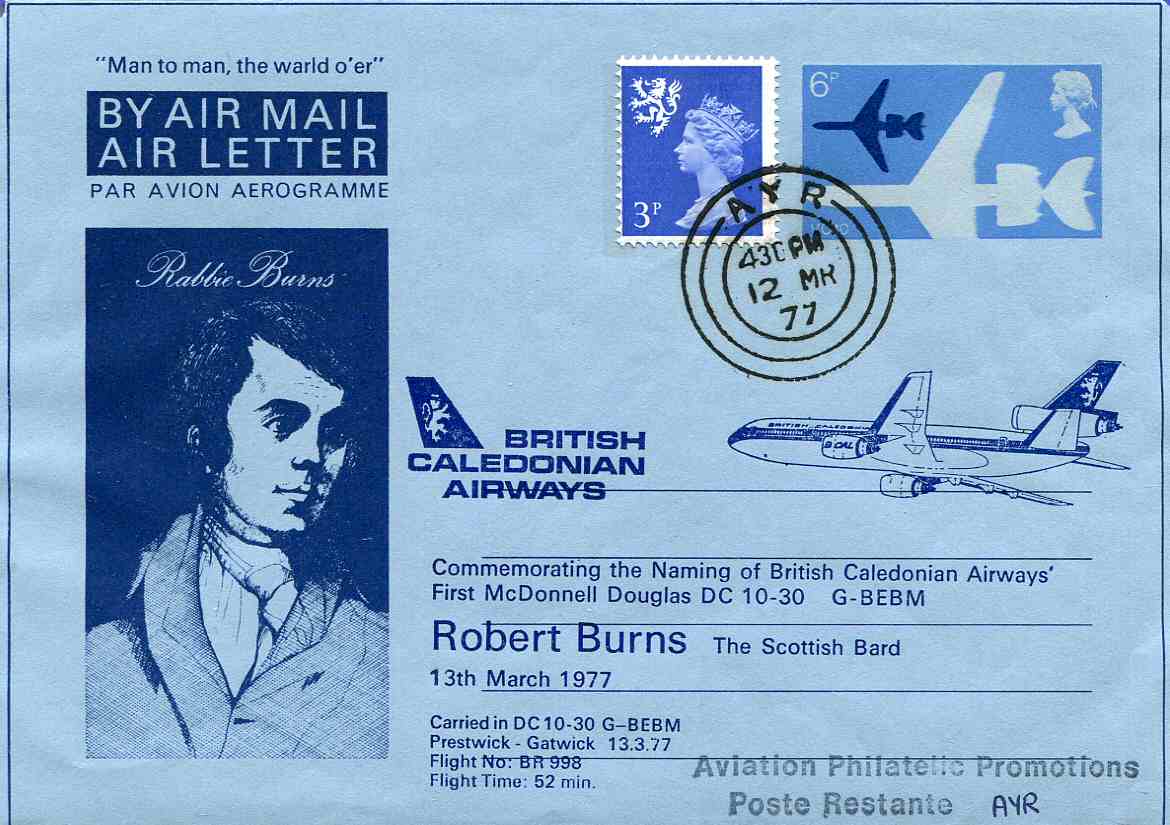 "Man to man, the warld o'er"
BY AIR MAIL
AIR LETTER
PAR AVION AEROGRAMME
Rabbie Burns
3P
6P
AYR
430PM
12 MR
77
BRITISH
CALEDONIAN
AIRWAYS
BRITISH CALEDONIAN
B CAL
Commemorating the Naming of British Caledonian Airways'
First McDonnell Douglas DC 10-30 G-BEBM
Robert Burns The Scottish Bard
13th March 1977
Carried in DC 10-30 G-BEBM
Prestwick - Gatwick 13.3.77
Flight No: BR 998
Flight Time: 52 min.
Aviation Philatelic Promotions
Poste Restante AYR